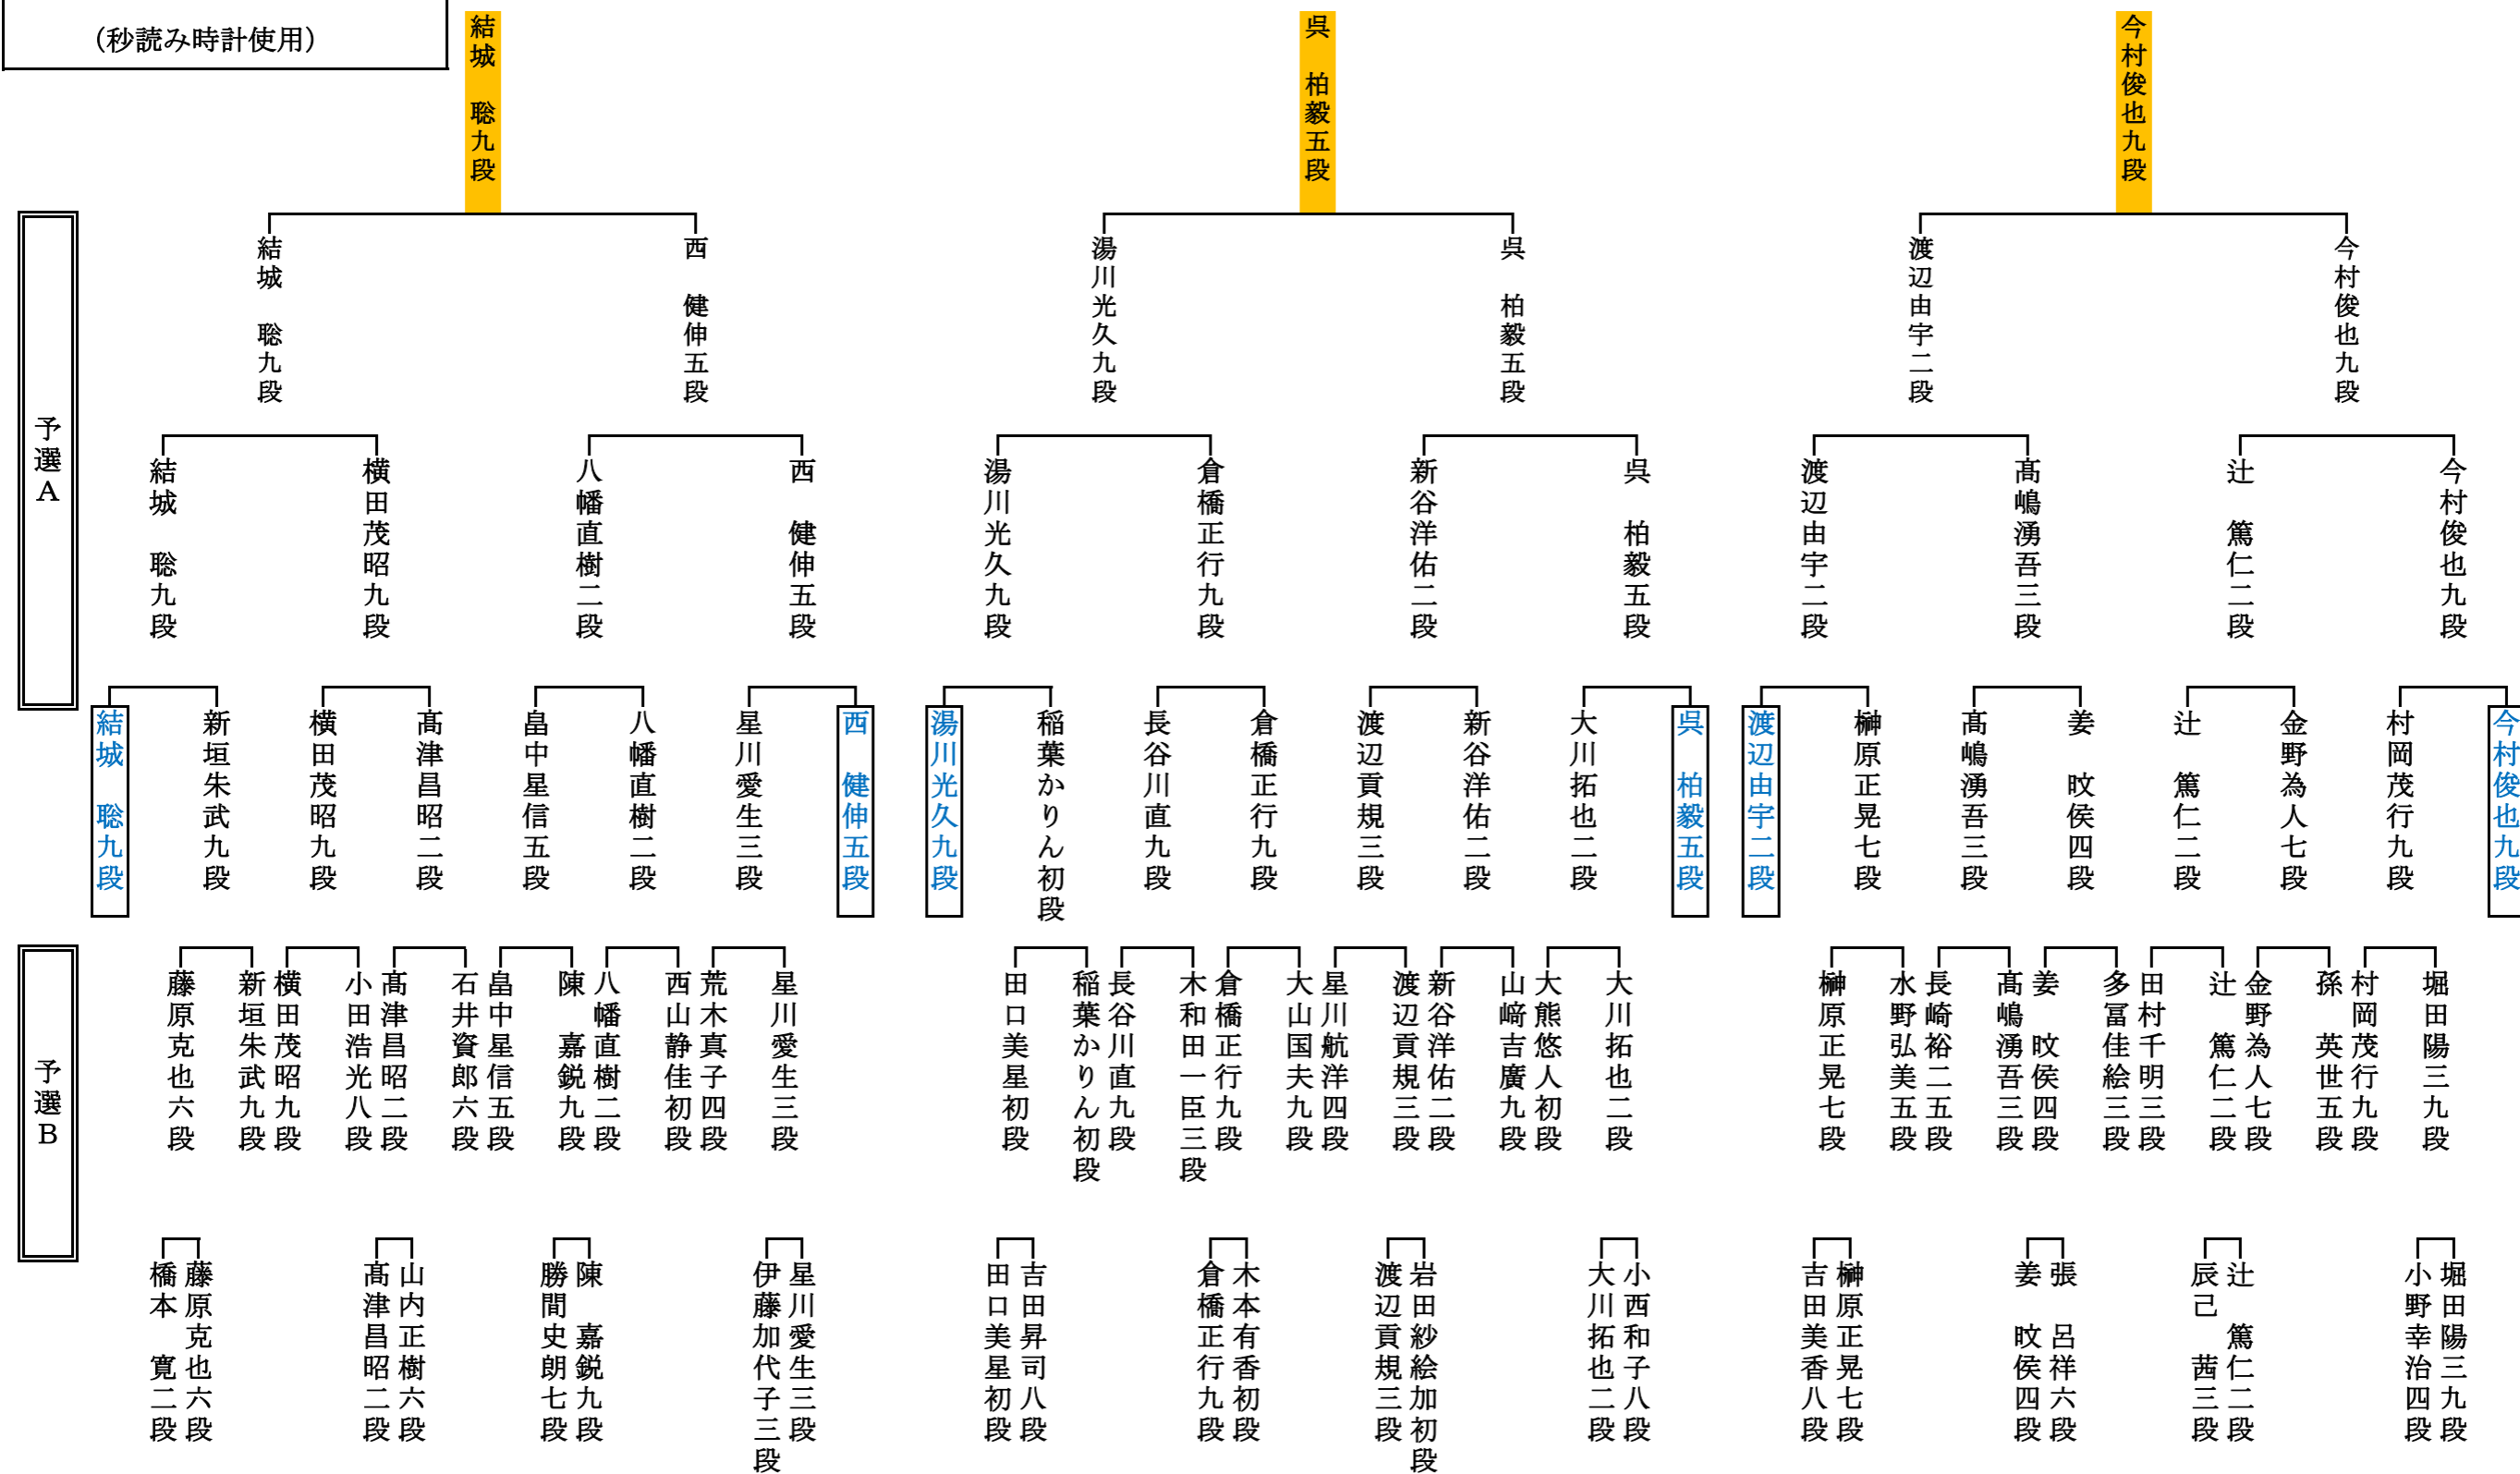 （秒読み時計使用）
結城　聡九段
呉　柏毅五段
今村俊也九段
予選A
結城　聡九段
西　健伸五段
湯川光久九段
呉　柏毅五段
渡辺由宇二段
今村俊也九段
結城　聡九段
横田茂昭九段
八幡直樹二段
西　健伸五段
湯川光久九段
倉橋正行九段
新谷洋佑二段
呉　柏毅五段
渡辺由宇二段
髙嶋湧吾三段
辻　篤仁二段
今村俊也九段
結城　聡九段
新垣朱武九段
横田茂昭九段
髙津昌昭二段
畠中星信五段
八幡直樹二段
星川愛生三段
西　健伸五段
湯川光久九段
稲葉かりん初段
長谷川直九段
倉橋正行九段
渡辺貢規三段
新谷洋佑二段
大川拓也二段
呉　柏毅五段
渡辺由宇二段
榊原正晃七段
髙嶋湧吾三段
姜　旼侯四段
辻　篤仁二段
金野為人七段
村岡茂行九段
今村俊也九段
予選B
藤原克也六段
新垣朱武九段
横田茂昭九段
小田浩光八段
髙津昌昭二段
石井資郎六段
畠中星信五段
陳　嘉鋭九段
八幡直樹二段
西山静佳初段
荒木真子四段
星川愛生三段
田口美星初段
稲葉かりん初段
長谷川直九段
木和田一臣三段
倉橋正行九段
大山国夫九段
星川航洋四段
渡辺貢規三段
新谷洋佑二段
山﨑吉廣九段
大熊悠人初段
大川拓也二段
榊原正晃七段
水野弘美五段
長崎裕二五段
髙嶋湧吾三段
姜　旼侯四段
多冨佳絵三段
田村千明三段
辻　篤仁二段
金野為人七段
孫　英世五段
村岡茂行九段
堀田陽三九段
橋本　寛二段
藤原克也六段
髙津昌昭二段
山内正樹六段
勝間史朗七段
陳　嘉鋭九段
伊藤加代子三段
星川愛生三段
田口美星初段
吉田昇司八段
倉橋正行九段
木本有香初段
渡辺貢規三段
岩田紗絵加初段
大川拓也二段
小西和子八段
吉田美香八段
榊原正晃七段
姜　旼侯四段
張　呂祥六段
辰己　茜三段
辻　篤仁二段
小野幸治四段
堀田陽三九段